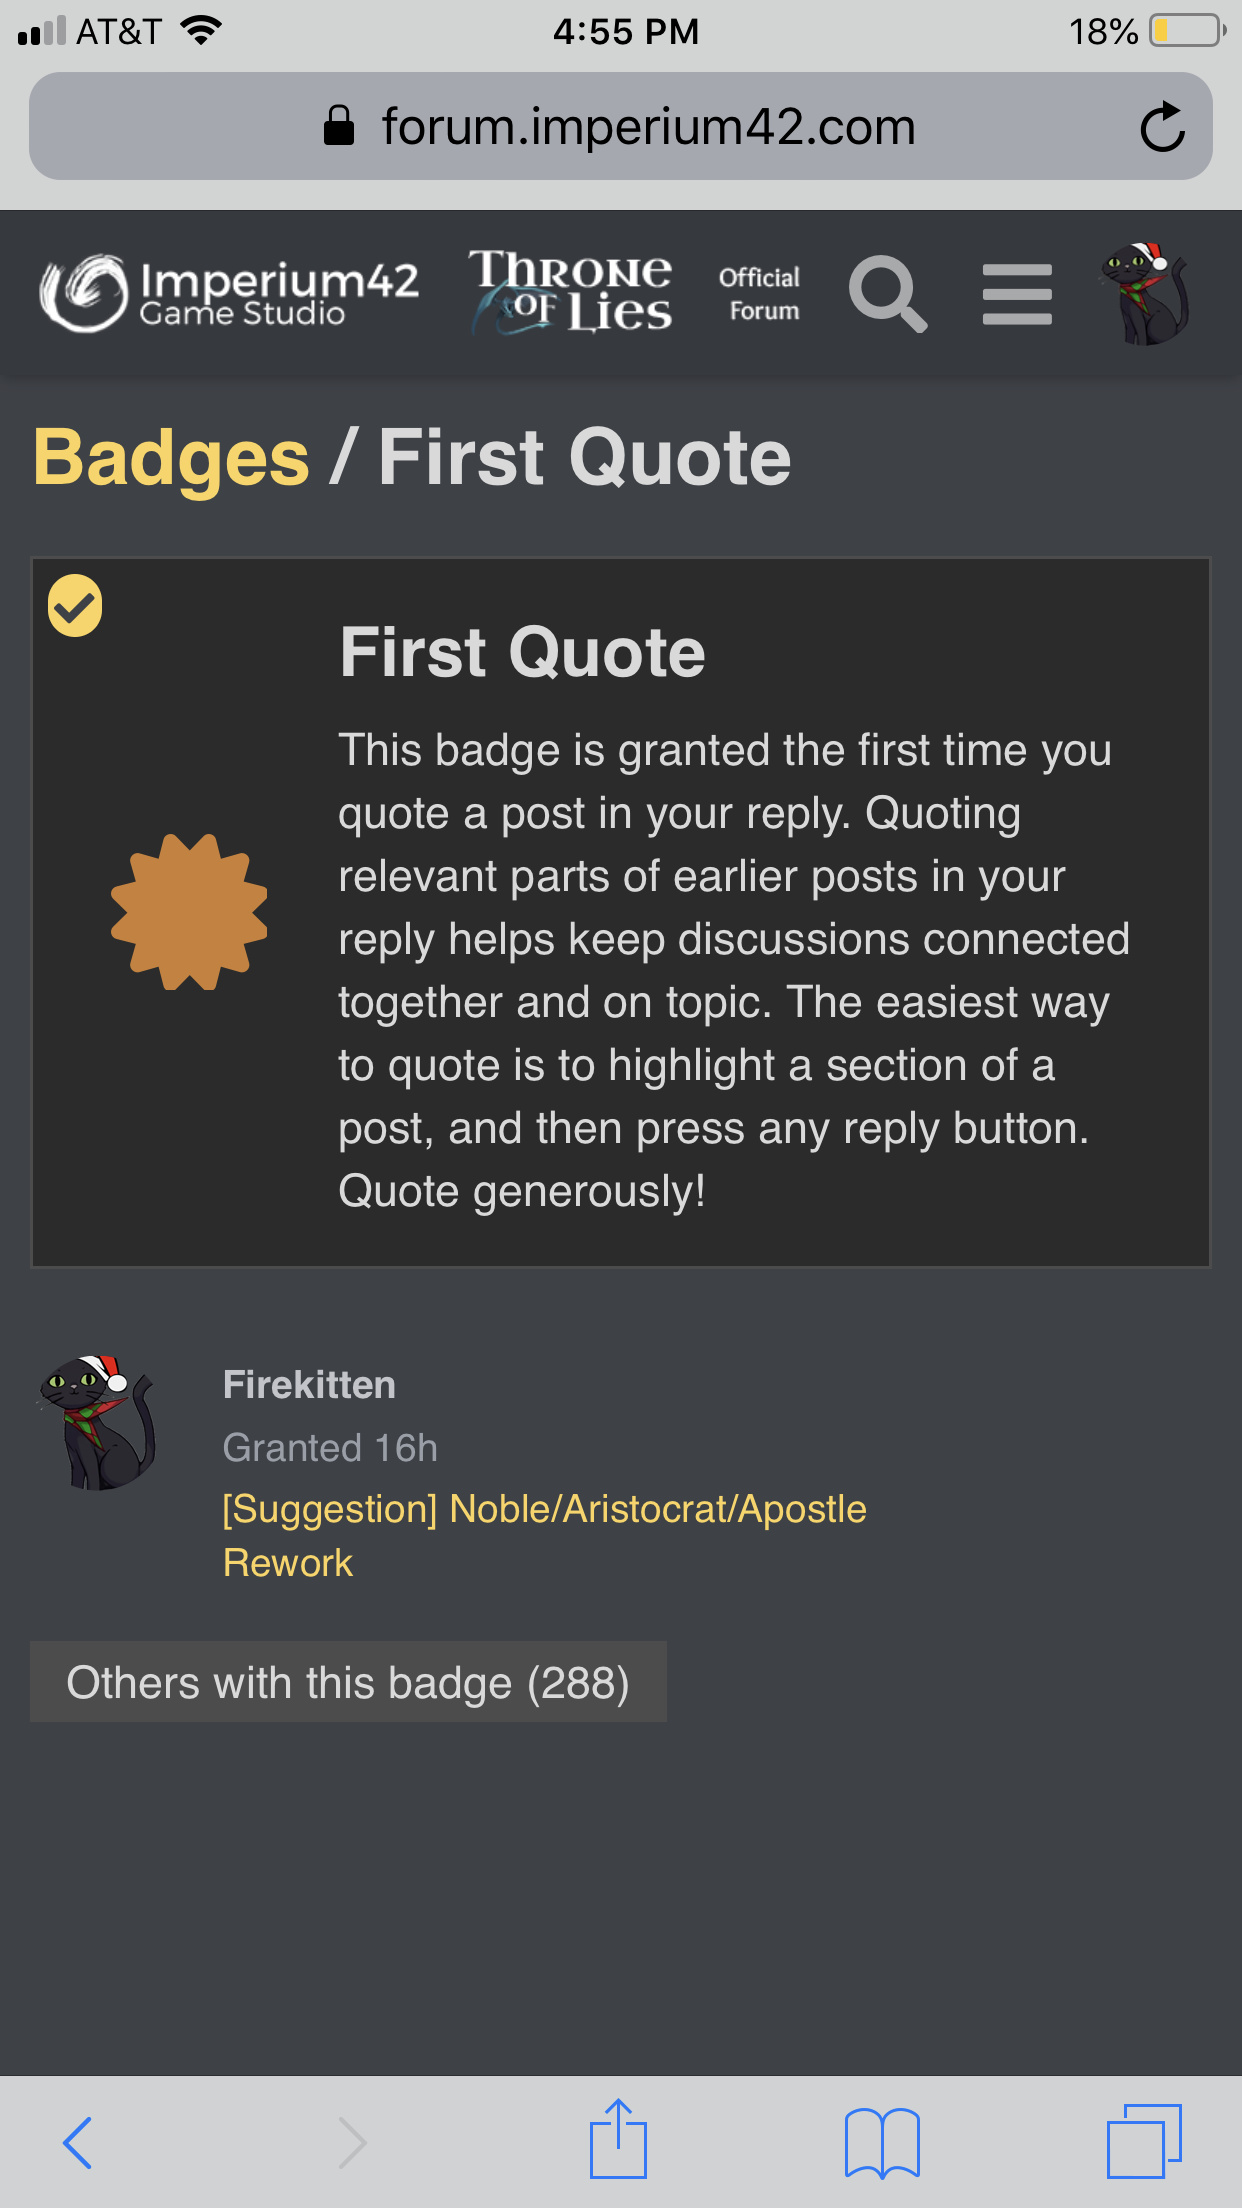 AT&T 4:55 PM 18%
forum.imperium42.com
Imperium42
Game Studio
Throne
of Lies
Official
Forum
Badges / First Quote
First Quote
This badge is granted the first time you
quote a post in your reply. Quoting
relevant parts of earlier posts in your
reply helps keep discussions connected
together and on topic. The easiest way
to quote is to highlight a section of a
post, and then press any reply button.
Quote generously!
Firekitten
Granted 16h
[Suggestion] Noble/Aristocrat/Apostle
Rework
Others with this badge (288)